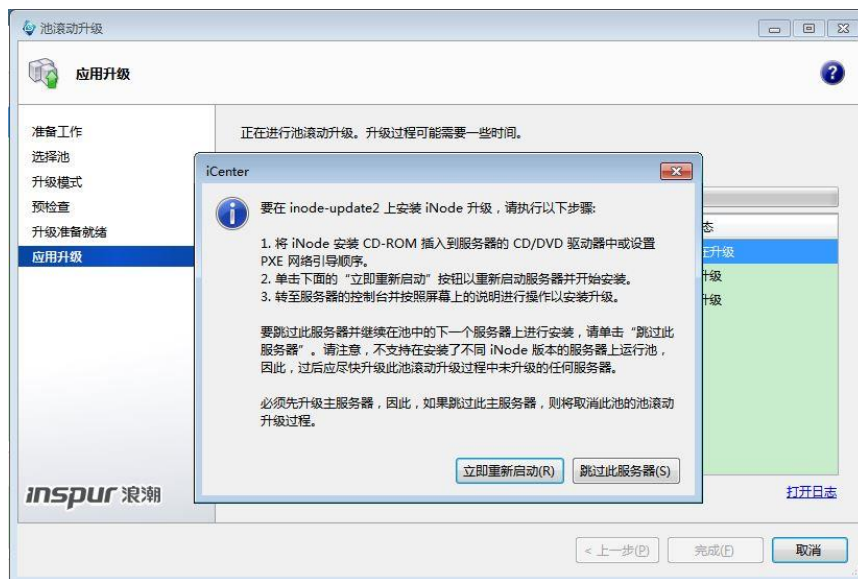 池滚动升级
应用升级
准备工作
选择池
升级模式
预检查
升级准备就绪
应用升级
正在进行池滚动升级。升级过程可能需要一些时间。
iCenter
要在 inode-update2 上安装 iNode 升级，请执行以下步骤:
1. 将 iNode 安装 CD-ROM 插入到服务器的 CD/DVD 驱动器中或设置
PXE 网络引导顺序。
2. 单击下面的“立即重新启动”按钮以重新启动服务器并开始安装。
3. 转至服务器的控制台并按照屏幕上的说明进行操作以安装升级。
要跳过此服务器并继续在池中的下一个服务器上进行安装，请单击“跳过此
服务器”。请注意，不支持在安装了不同 iNode 版本的服务器上运行池，
因此，过后应尽快升级此池滚动升级过程中未升级的任何服务器。
必须先升级主服务器，因此，如果跳过此主服务器，则将取消此池的池滚动
升级过程。
立即重新启动(R) 跳过此服务器(S)
态
升级
升级
升级
inspur 浪潮
打开日志
< 上一步(P) 完成(F) 取消